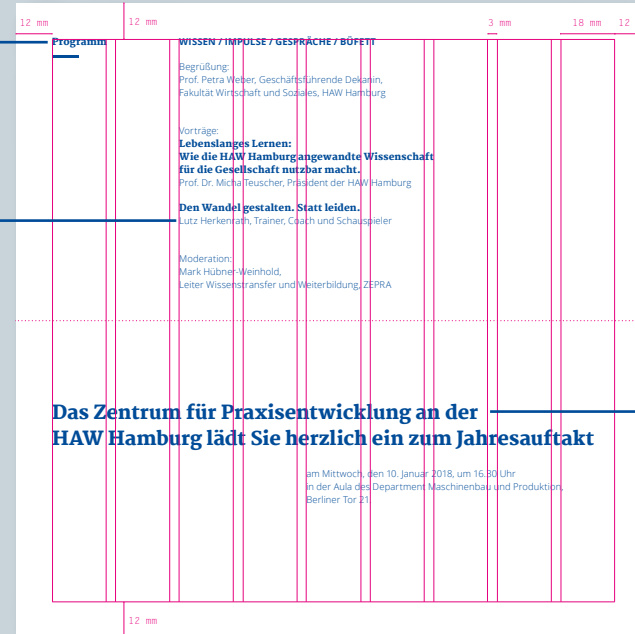 12 mm
12 mm
3 mm
18 mm
12
Programm
WISSEN / IMPULSE / GESPRÄCHE / BÜFETT
Begrüßung:
Prof. Petra Weber, Geschäftsführende Dekanin,
Fakultät Wirtschaft und Soziales, HAW Hamburg
Vorträge:
Lebenslanges Lernen:
Wie die HAW Hamburg angewandte Wissenschaft
für die Gesellschaft nutzbar macht.
Prof. Dr. Micha Teuscher, Präsident der HAW Hamburg
Den Wandel gestalten. Statt leiden.
Lutz Herkenrath, Trainer, Coach und Schauspieler
Moderation:
Mark Hübner-Weinhold,
Leiter Wissenstransfer und Weiterbildung, ZEPRA
Das Zentrum für Praxisentwicklung an der
HAW Hamburg lädt Sie herzlich ein zum Jahresauftakt
am Mittwoch, den 10. Januar 2018, um 16.30 Uhr
in der Aula des Department Maschinenbau und Produktion,
Berliner Tor 21
12 mm